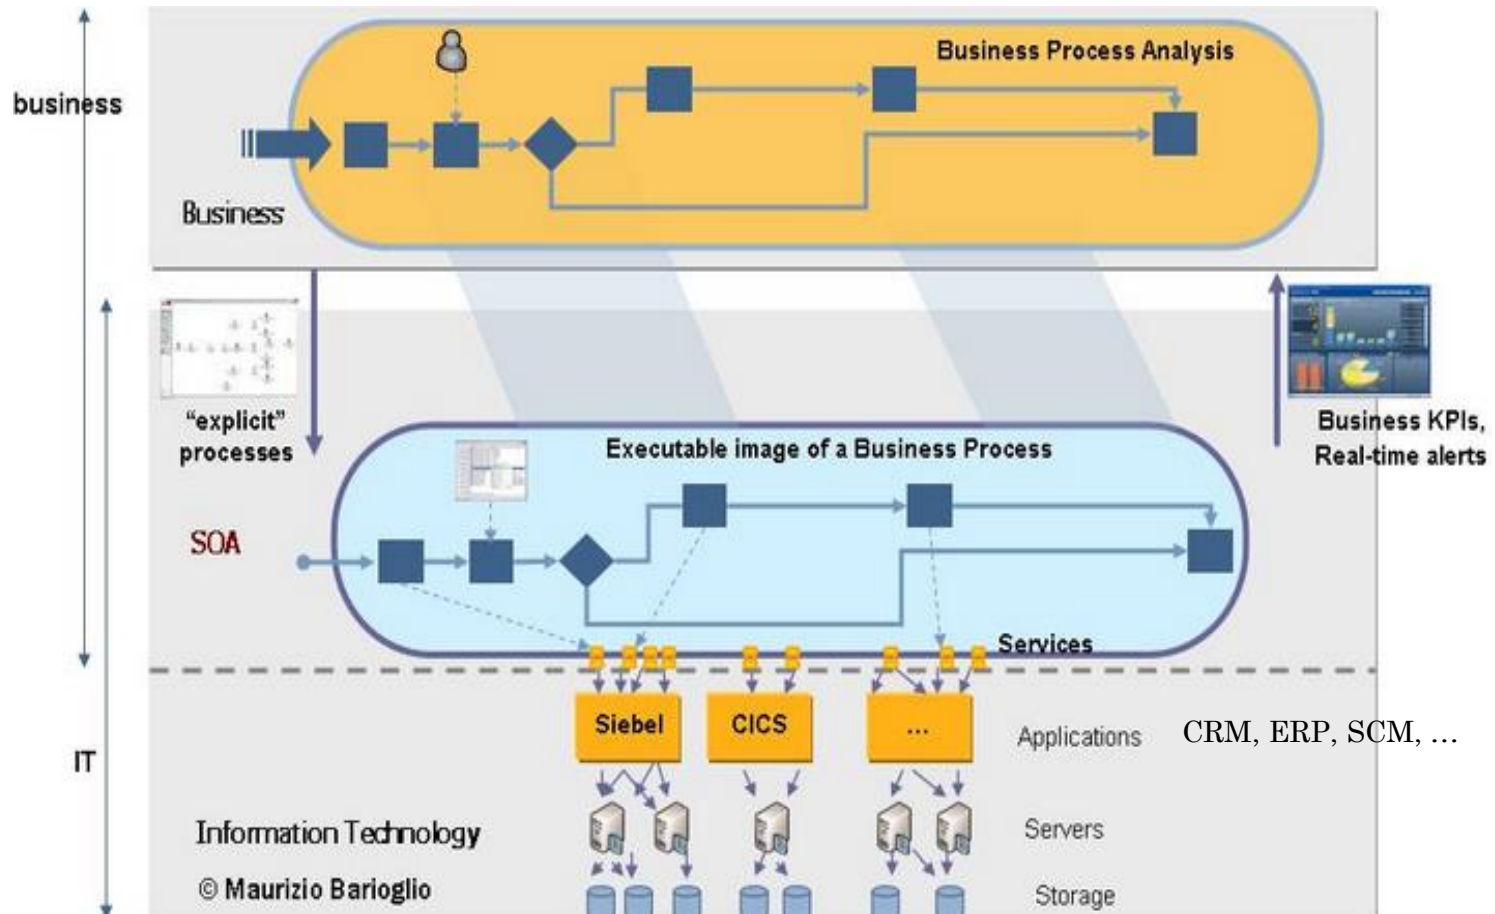 Business Process Analysis
business
Business
“explicit”
processes
Business KPIs,
Real-time alerts
Executable image of a Business Process
SOA
Services
Siebel
CICS
...
Applications
CRM, ERP, SCM, …
IT
Information Technology
Servers
© Maurizio Barioglio
Storage